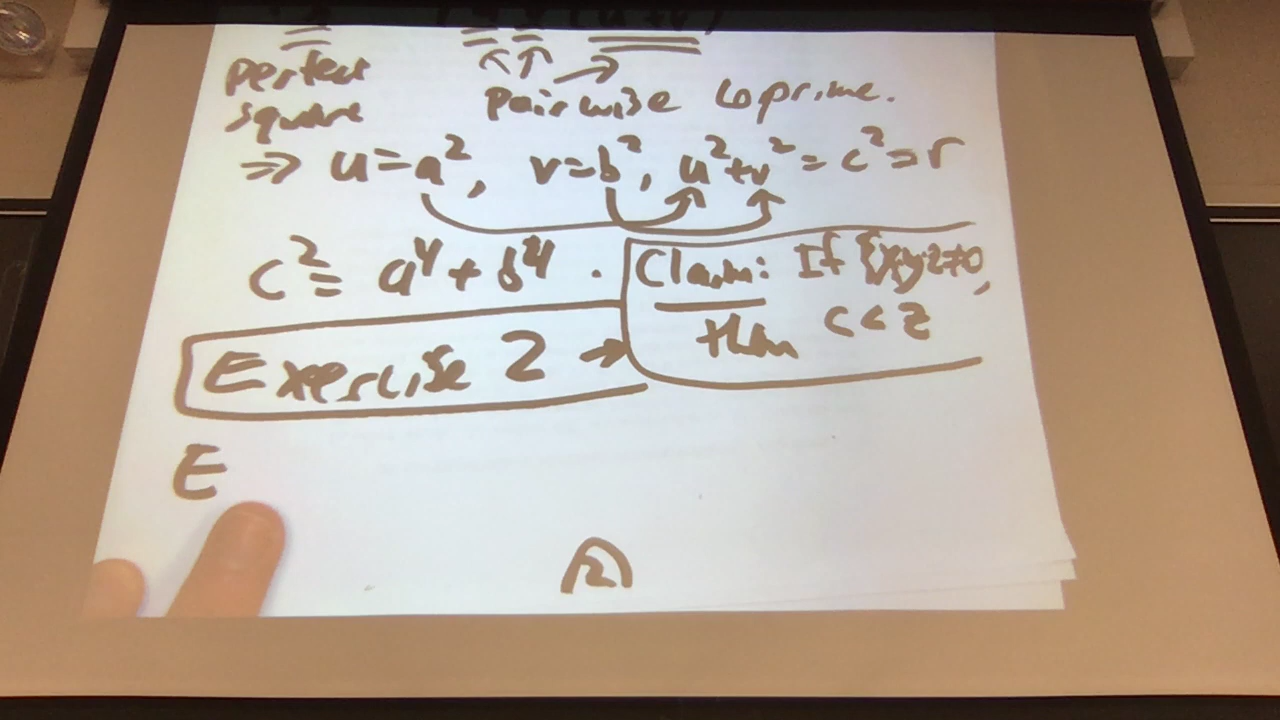 perfect
square
pairwise coprime.
⇒ u=a², v=b², u²+v² = c² = r
c² = a⁴ + b⁴ .
Claim: If xyz≠0,
then c < z
Exercise 2 →
E
2